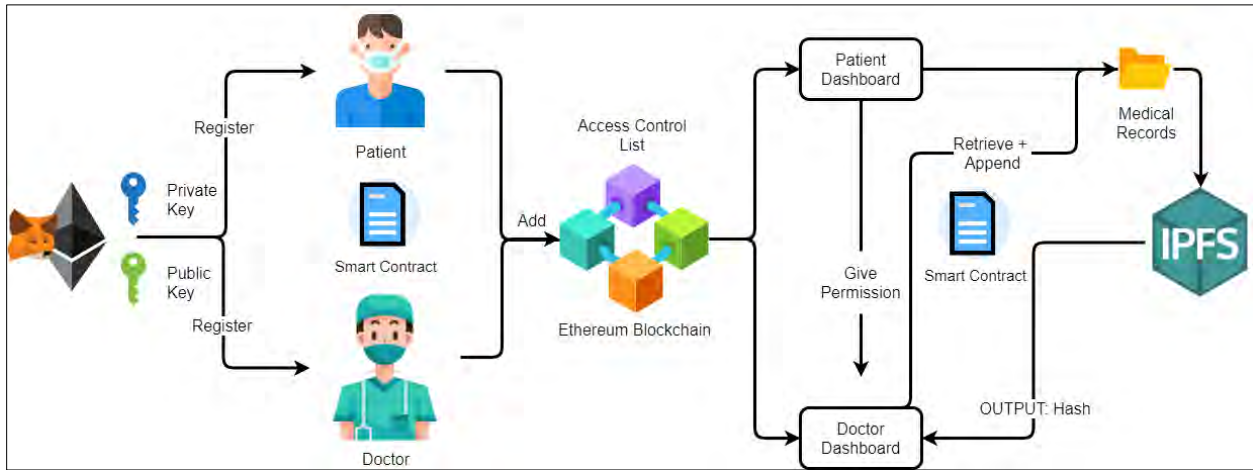 Register
Private
Key
Public
Key
Register
Patient
Smart Contract
Doctor
Add
Access Control
List
Ethereum Blockchain
Patient
Dashboard
Give
Permission
Doctor
Dashboard
Retrieve +
Append
Smart Contract
Medical
Records
IPFS
OUTPUT: Hash